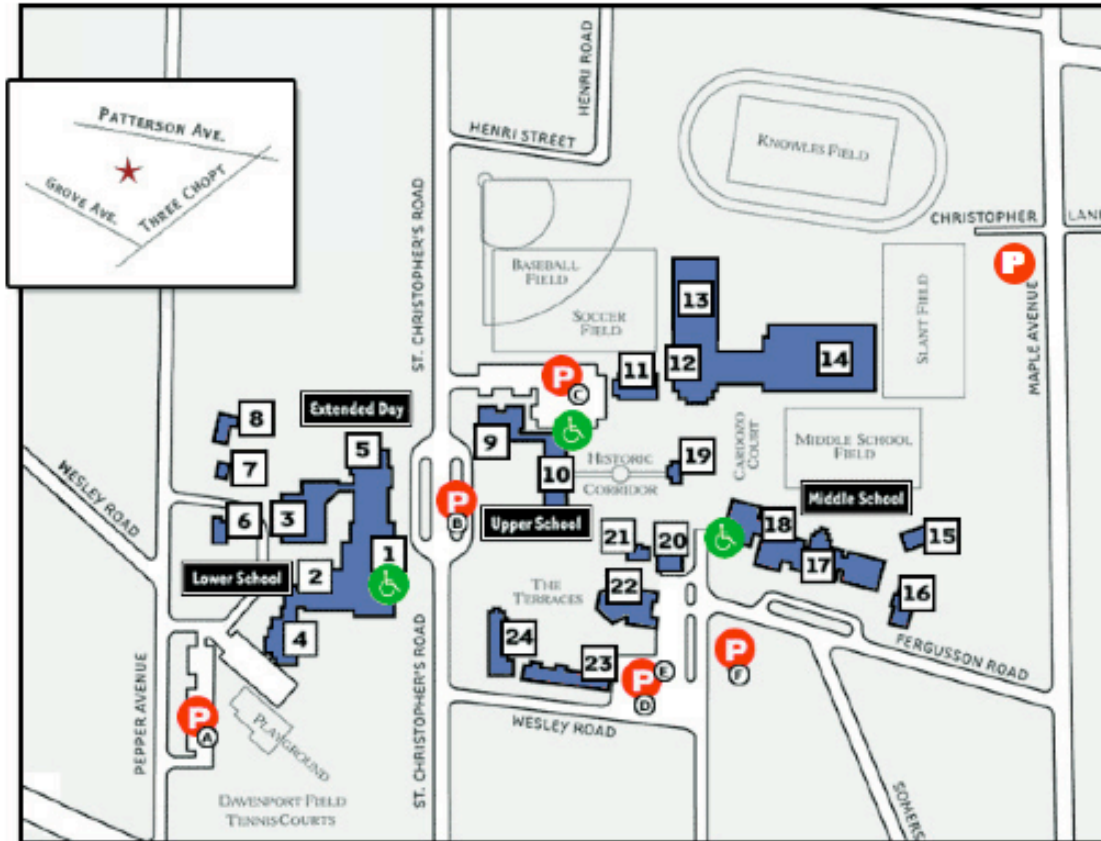 PATTERSON AVE.
GROVE AVE.
THREE CHOPT
HENRI ROAD
HENRI STREET
ST. CHRISTOPHER'S ROAD
KNOWLES FIELD
CHRISTOPHER LANE
P
MAPLE AVENUE
BASEBALL
FIELD
SOCCER
FIELD
SLANT FIELD
13
12
14
11
P
C
Extended Day
8
5
7
9
10
HISTORIC
CORRIDOR
19
CARDOZO
COURT
MIDDLE SCHOOL
FIELD
Middle School
WESLEY ROAD
6
3
P
B
Upper School
1
2
Lower School
4
21
20
18
17
15
16
THE
TERRACES
22
24
23
P
E
D
P
F
FERGUSSON ROAD
WESLEY ROAD
PEPPER AVENUE
P
A
PLAYGROUND
ST. CHRISTOPHER'S ROAD
DAVENPORT FIELD
TENNIS COURTS
SOMERS